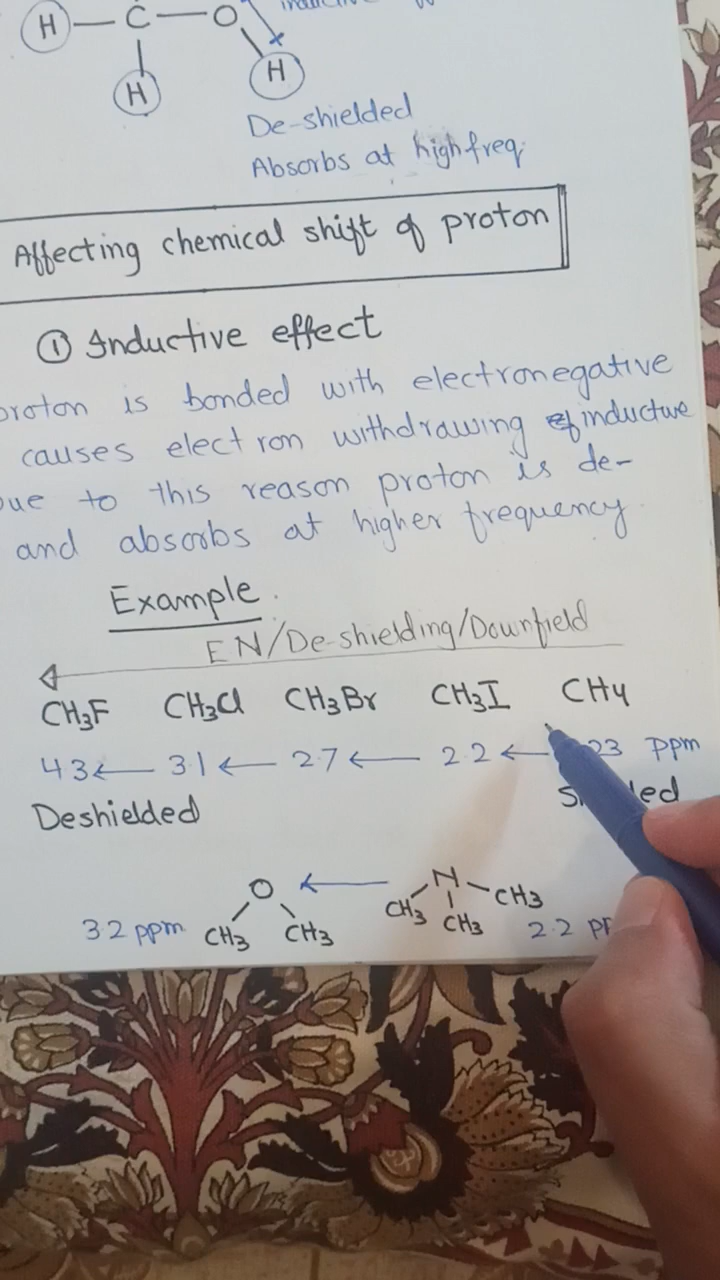 H — C — O
H
H
De-shielded
Absorbs at high freq.
Affecting chemical shift of proton
① Inductive effect
proton is bonded with electronegative
causes electron withdrawing inductive
Due to this reason proton is de-
and absorbs at higher frequency.
Example.
EN/De-shielding/Downfield
CH3F CH3Cl CH3Br CH3I CH4
4.3 ← 3.1 ← 2.7 ← 2.2 ← 23 ppm
Deshielded
O ← N
3.2 ppm CH3 CH3 CH3 CH3 CH3 2.2